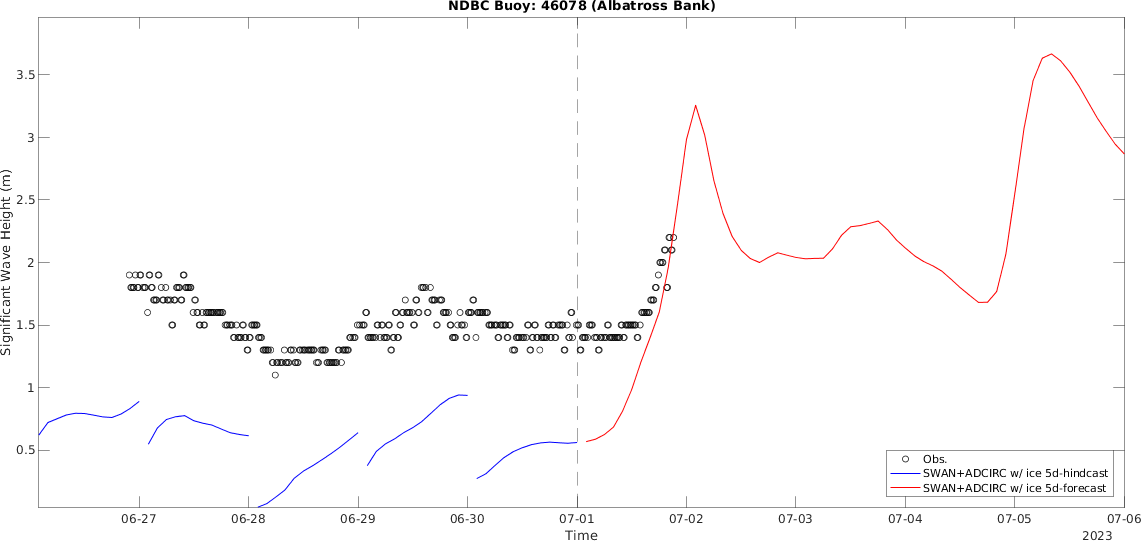 NDBC Buoy: 46078 (Albatross Bank)
Significant Wave Height (m)
3.5
3
2.5
2
1.5
1
0.5
Obs.
SWAN+ADCIRC w/ ice 5d-hindcast
SWAN+ADCIRC w/ ice 5d-forecast
06-27 06-28 06-29 06-30 07-01 07-02 07-03 07-04 07-05 07-06
Time
2023